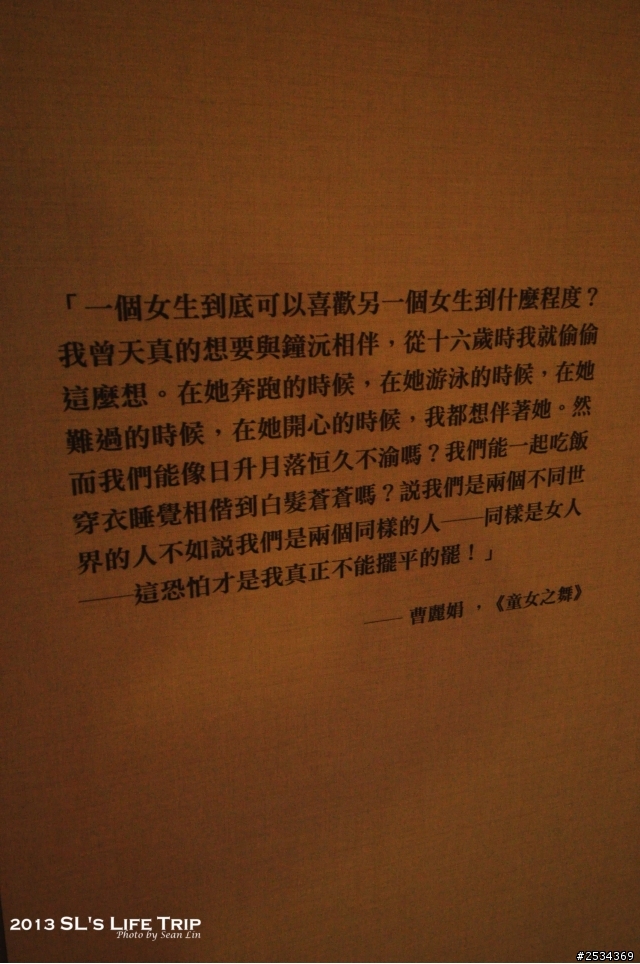 「一個女生到底可以喜歡另一個女生到什麼程度？
我曾天真的想要與鐘沅相伴，從十六歲時我就偷偷
這麼想。在她奔跑的時候，在她游泳的時候，在她
難過的時候，在她開心的時候，我都想伴著她。然
而我們能像日升月落恒久不渝嗎？我們能一起吃飯
穿衣睡覺相偕到白髮蒼蒼嗎？說我們是兩個不同世
界的人不如說我們是兩個同樣的人——同樣是女人
——這恐怕才是我真正不能擺平的罷！」
—— 曹麗娟，《童女之舞》
2013 SL's Life Trip
Photo by Sean Lin
#2534369